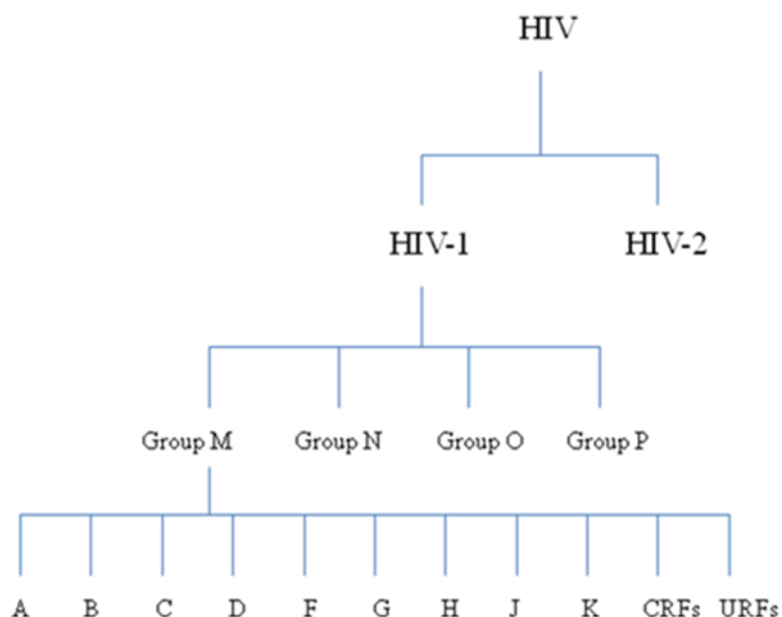 HIV
HIV-1 HIV-2
Group M Group N Group O Group P
A B C D F G H J K CRFs URFs